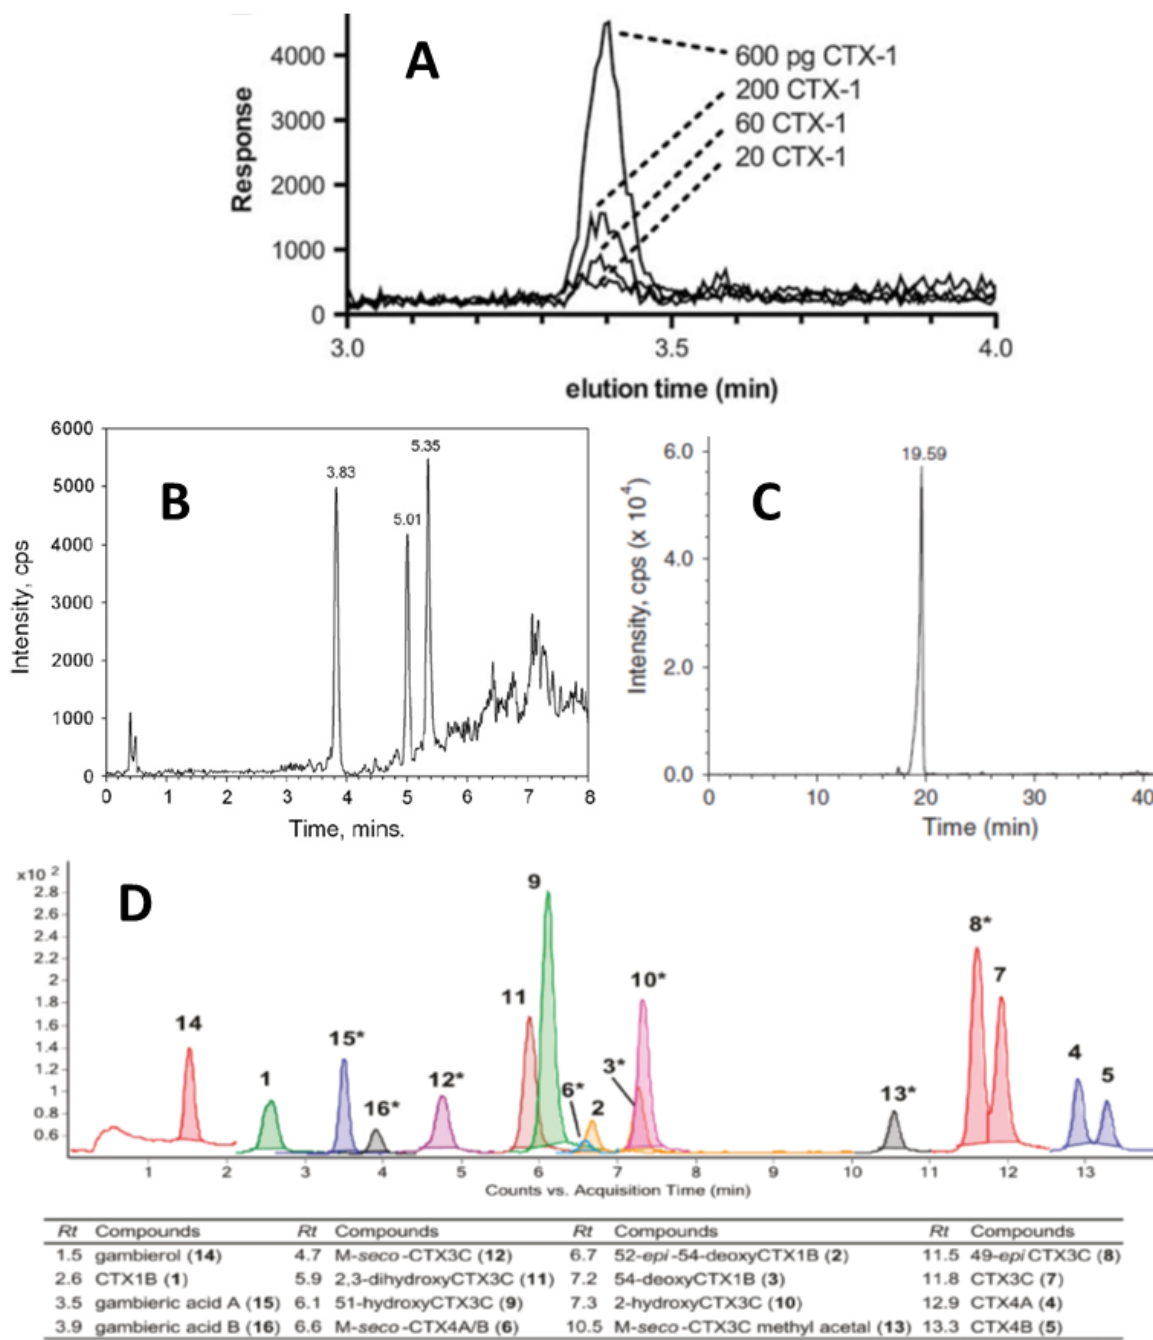 A
Response
4000
3000
2000
1000
0
600 pg CTX-1
200 CTX-1
60 CTX-1
20 CTX-1
3.0
3.5
4.0
elution time (min)
B
Intensity, cps
6000
5000
4000
3000
2000
1000
0
3.83
5.01
5.35
0 1 2 3 4 5 6 7 8
Time, mins.
C
Intensity, cps (x 10⁴)
6.0
4.0
2.0
0.0
19.59
0 10 20 30 40
Time (min)
D
x10 2
2.8
2.6
2.4
2.2
2
1.8
1.6
1.4
1.2
1
0.8
0.6
14
1
15*
16*
12*
11
9
6*
2
3*
10*
13*
8*
7
4
5
1 2 3 4 5 6 7 8 9 10 11 12 13
Counts vs. Acquisition Time (min)
Rt Compounds Rt Compounds Rt Compounds Rt Compounds
1.5 gambierol (14) 4.7 M-seco-CTX3C (12) 6.7 52-epi-54-deoxyCTX1B (2) 11.5 49-epiCTX3C (8)
2.6 CTX1B (1) 5.9 2,3-dihydroxyCTX3C (11) 7.2 54-deoxyCTX1B (3) 11.8 CTX3C (7)
3.5 gambieric acid A (15) 6.1 51-hydroxyCTX3C (9) 7.3 2-hydroxyCTX3C (10) 12.9 CTX4A (4)
3.9 gambieric acid B (16) 6.6 M-seco-CTX4A/B (6) 10.5 M-seco-CTX3C methyl acetal (13) 13.3 CTX4B (5)